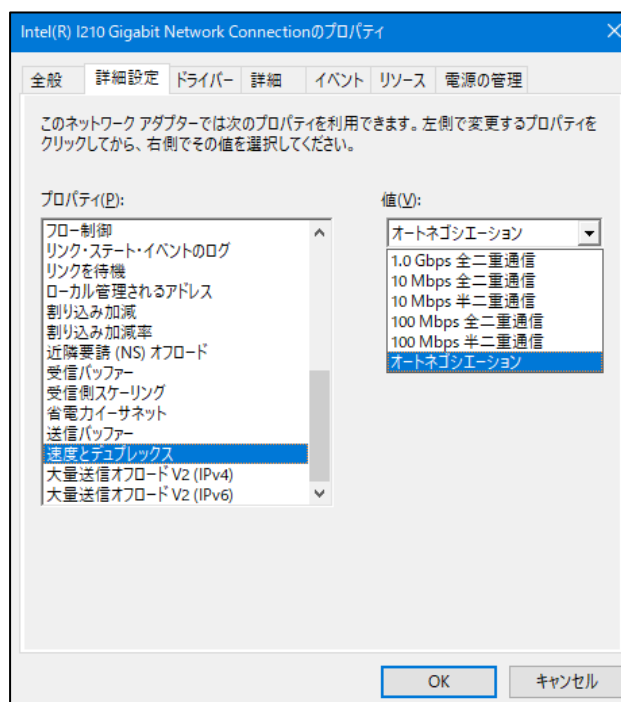 Intel(R) I210 Gigabit Network Connectionのプロパティ
全般 詳細設定 ドライバー 詳細 イベント リソース 電源の管理
このネットワーク アダプターでは次のプロパティを利用できます。左側で変更するプロパティを
クリックしてから、右側でその値を選択してください。
プロパティ(P):
フロー制御
リンク・ステート・イベントのログ
リンクを待機
ローカル管理されるアドレス
割り込み加減
割り込み加減率
近隣要請 (NS) オフロード
受信バッファー
受信側スケーリング
省電力イーサネット
送信バッファー
速度とデュプレックス
大量送信オフロード V2 (IPv4)
大量送信オフロード V2 (IPv6)
値(V):
オートネゴシエーション
1.0 Gbps 全二重通信
10 Mbps 全二重通信
10 Mbps 半二重通信
100 Mbps 全二重通信
100 Mbps 半二重通信
オートネゴシエーション
OK
キャンセル